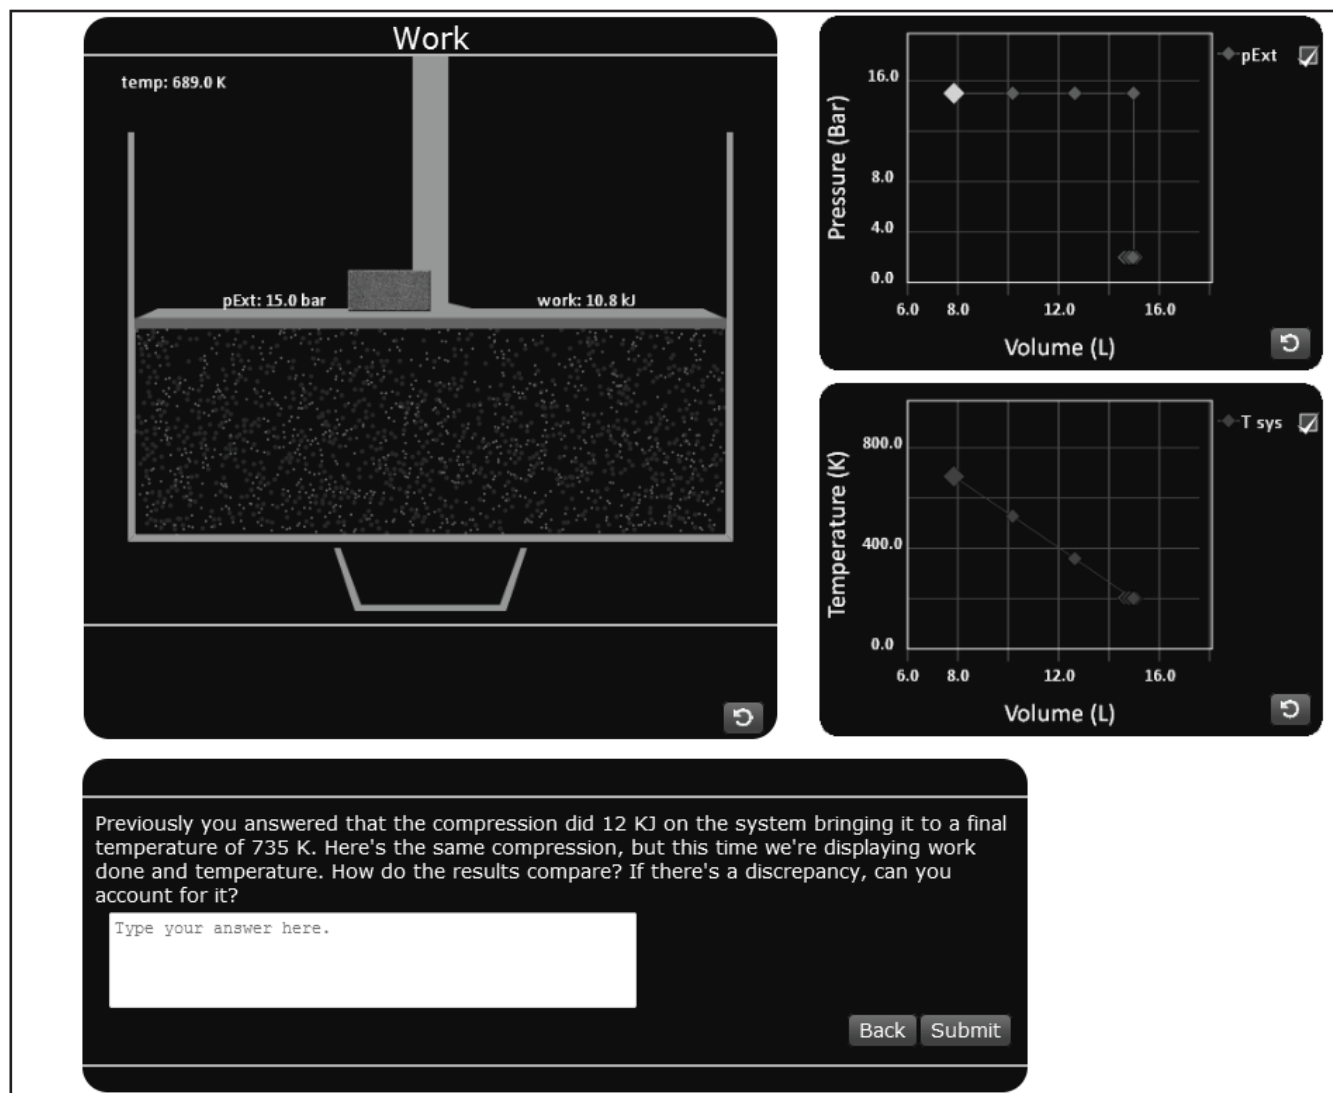 Work
temp: 689.0 K
pExt: 15.0 bar
work: 10.8 kJ
pExt
Pressure (Bar)
16.0
8.0
4.0
0.0
6.0 8.0 12.0 16.0
Volume (L)
T sys
Temperature (K)
800.0
400.0
0.0
6.0 8.0 12.0 16.0
Volume (L)
Previously you answered that the compression did 12 KJ on the system bringing it to a final
temperature of 735 K. Here's the same compression, but this time we're displaying work
done and temperature. How do the results compare? If there's a discrepancy, can you
account for it?
Type your answer here.
Back Submit